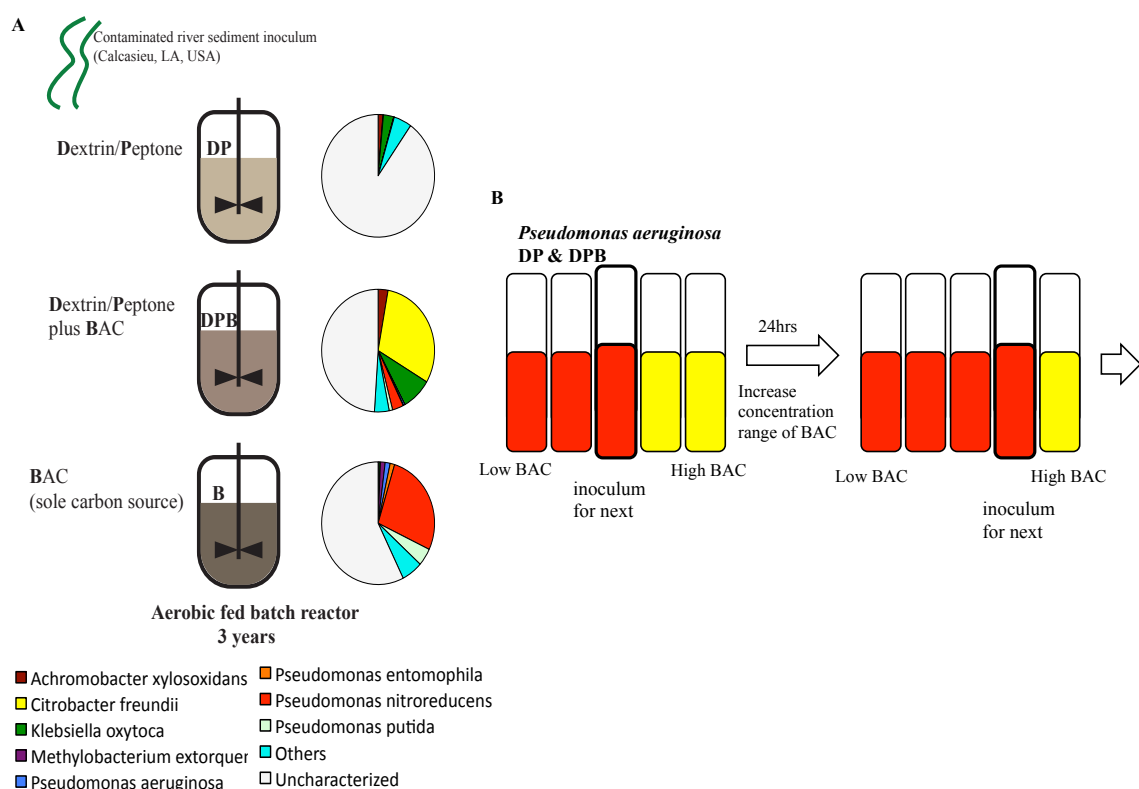 A
Contaminated river sediment inoculum
(Calcasieu, LA, USA)
Dextrin/Peptone
DP
Dextrin/Peptone
plus BAC
DPB
BAC
(sole carbon source)
B
Aerobic fed batch reactor
3 years
Achromobacter xylosoxidans
Citrobacter freundii
Klebsiella oxytoca
Methylobacterium extorquer
Pseudomonas aeruginosa
Pseudomonas entomophila
Pseudomonas nitroreducens
Pseudomonas putida
Others
Uncharacterized
B
Pseudomonas aeruginosa
DP & DPB
Low BAC
High BAC
inoculum
for next
24hrs
Increase
concentration
range of BAC
Low BAC
High BAC
inoculum
for next